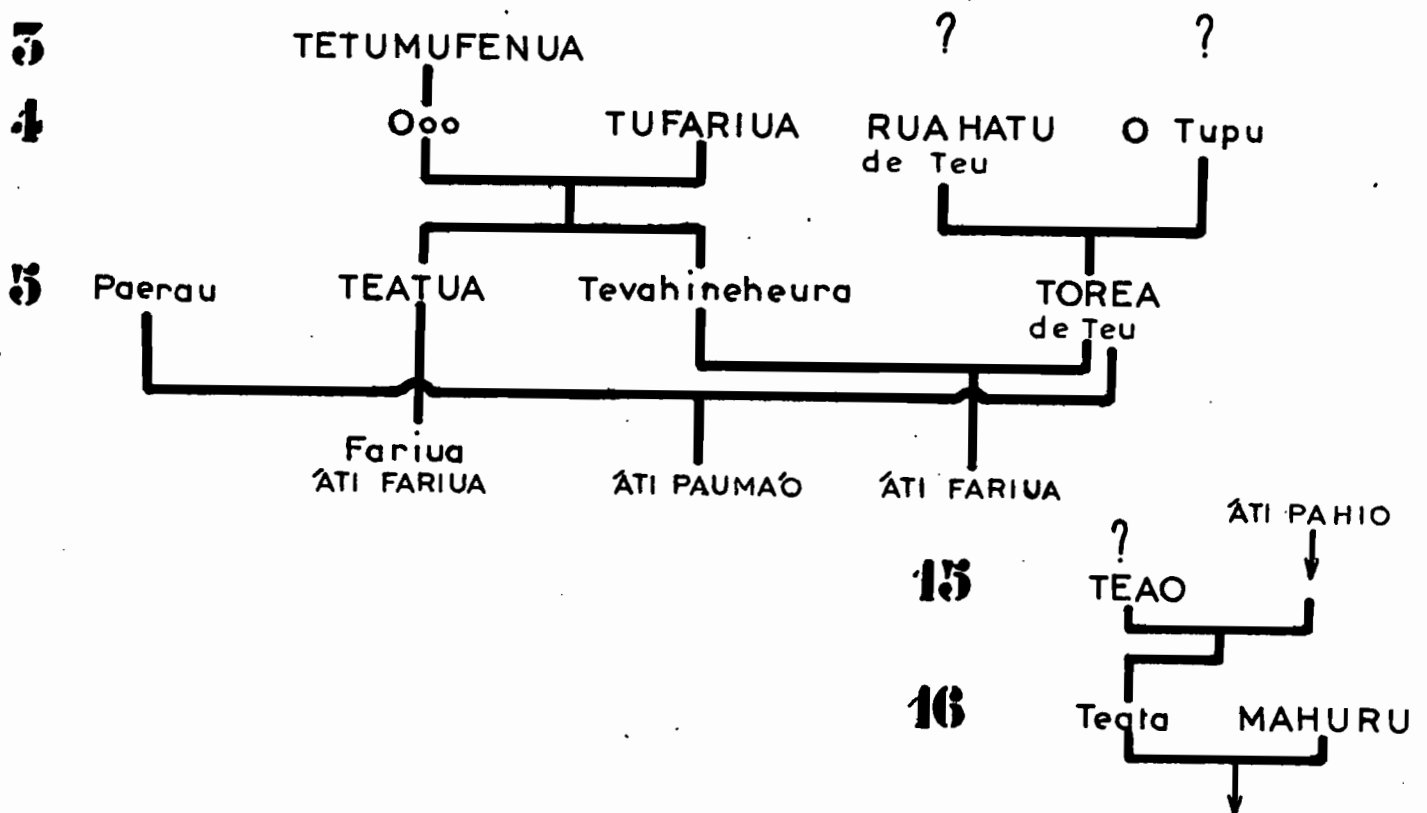 3 TETUMUFENUA ? ?
4 Ooo TUFARIUA RUAHATU O Tupu
de Teu
5 Paerau TEATUA Tevahineheura TOREA
de Teu
Fariua
ÁTI FARIUA ÁTI PAUMÁO ÁTI FARIUA
ÁTI PAHIO
?
15 TEAO
16 Teata MAHURU